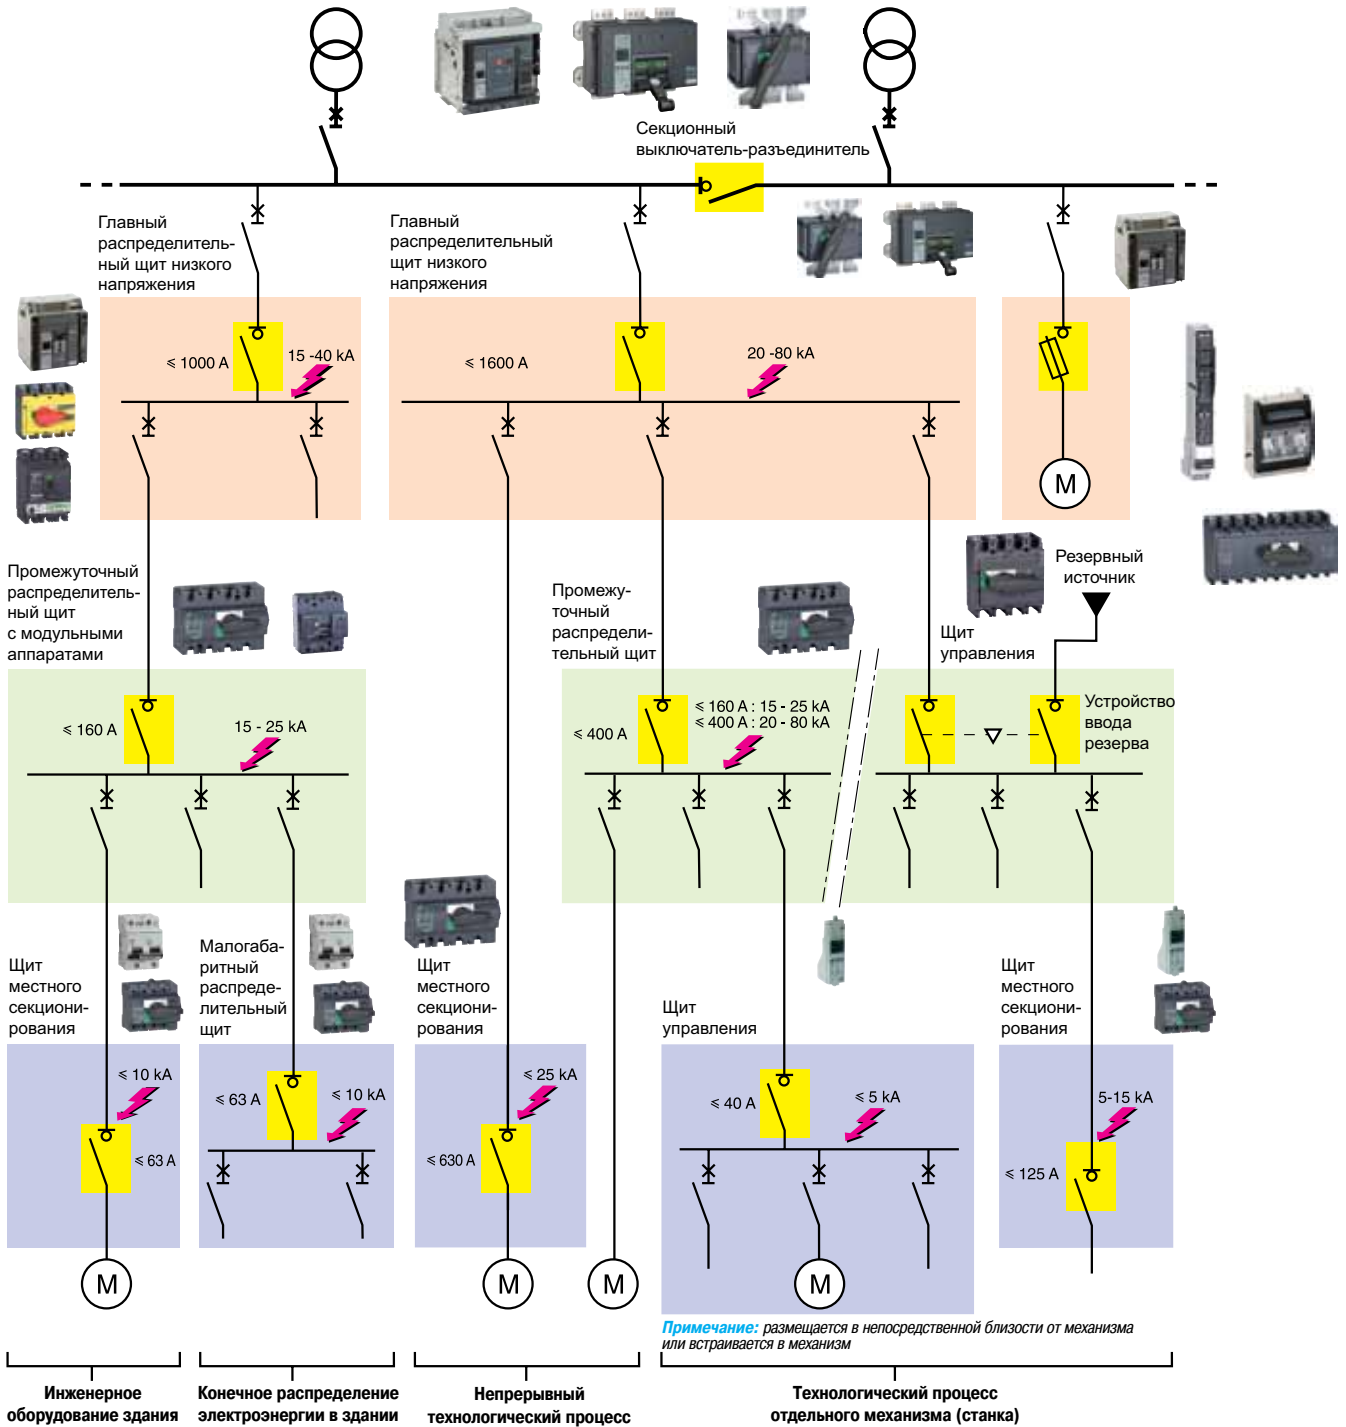 Секционный
выключатель-разъединитель
Главный
распределитель-
ный щит низкого
напряжения
Главный
распределительный
щит низкого
напряжения
≤ 1000 A
15 -40 kA
≤ 1600 A
20 -80 kA
M
Промежуточный
распределитель-
ный щит
с модульными
аппаратами
Промежу-
точный
распредели-
тельный щит
Резервный
источник
Щит
управления
≤ 160 A
15 - 25 kA
≤ 400 A
≤ 160 A : 15 - 25 kA
≤ 400 A : 20 - 80 kA
Устройство
ввода
резерва
Щит
местного
секциони-
рования
Малогаба-
ритный
распреде-
лительный
щит
Щит
местного
секциони-
рования
Щит
управления
Щит
местного
секциони-
рования
≤ 10 kA
≤ 63 A
≤ 63 A
≤ 10 kA
≤ 25 kA
≤ 630 A
≤ 40 A
≤ 5 kA
5-15 kA
≤ 125 A
M
M
M
M
Примечание: размещается в непосредственной близости от механизма
или встраивается в механизм
Инженерное
оборудование здания
Конечное распределение
электроэнергии в здании
Непрерывный
технологический процесс
Технологический процесс
отдельного механизма (станка)